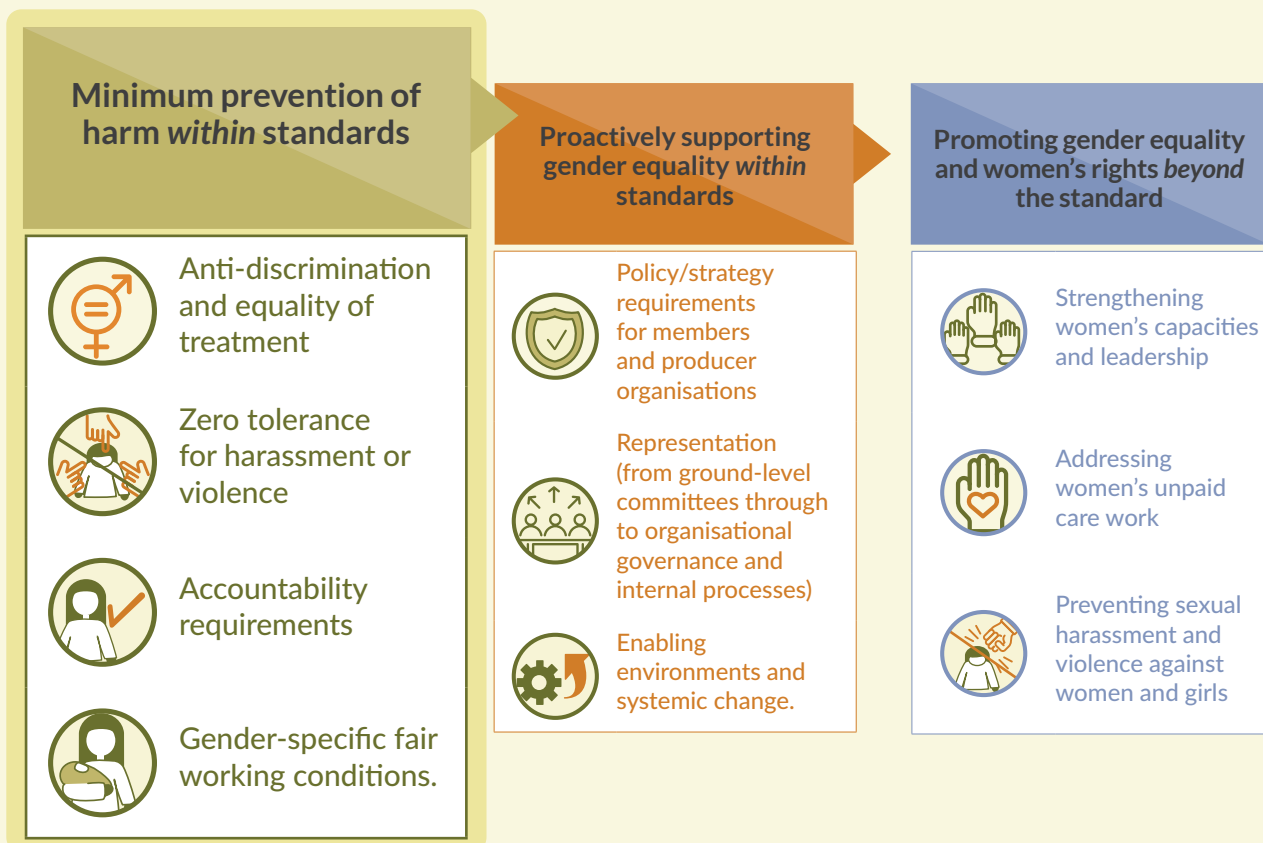 Minimum prevention of
harm within standards
Anti-discrimination
and equality of
treatment
Zero tolerance
for harassment or
violence
Accountability
requirements
Gender-specific fair
working conditions.
Proactively supporting
gender equality within
standards
Policy/strategy
requirements
for members
and producer
organisations
Representation
(from ground-level
committees through
to organisational
governance and
internal processes)
Enabling
environments and
systemic change.
Promoting gender equality
and women’s rights beyond
the standard
Strengthening
women’s capacities
and leadership
Addressing
women’s unpaid
care work
Preventing sexual
harassment and
violence against
women and girls